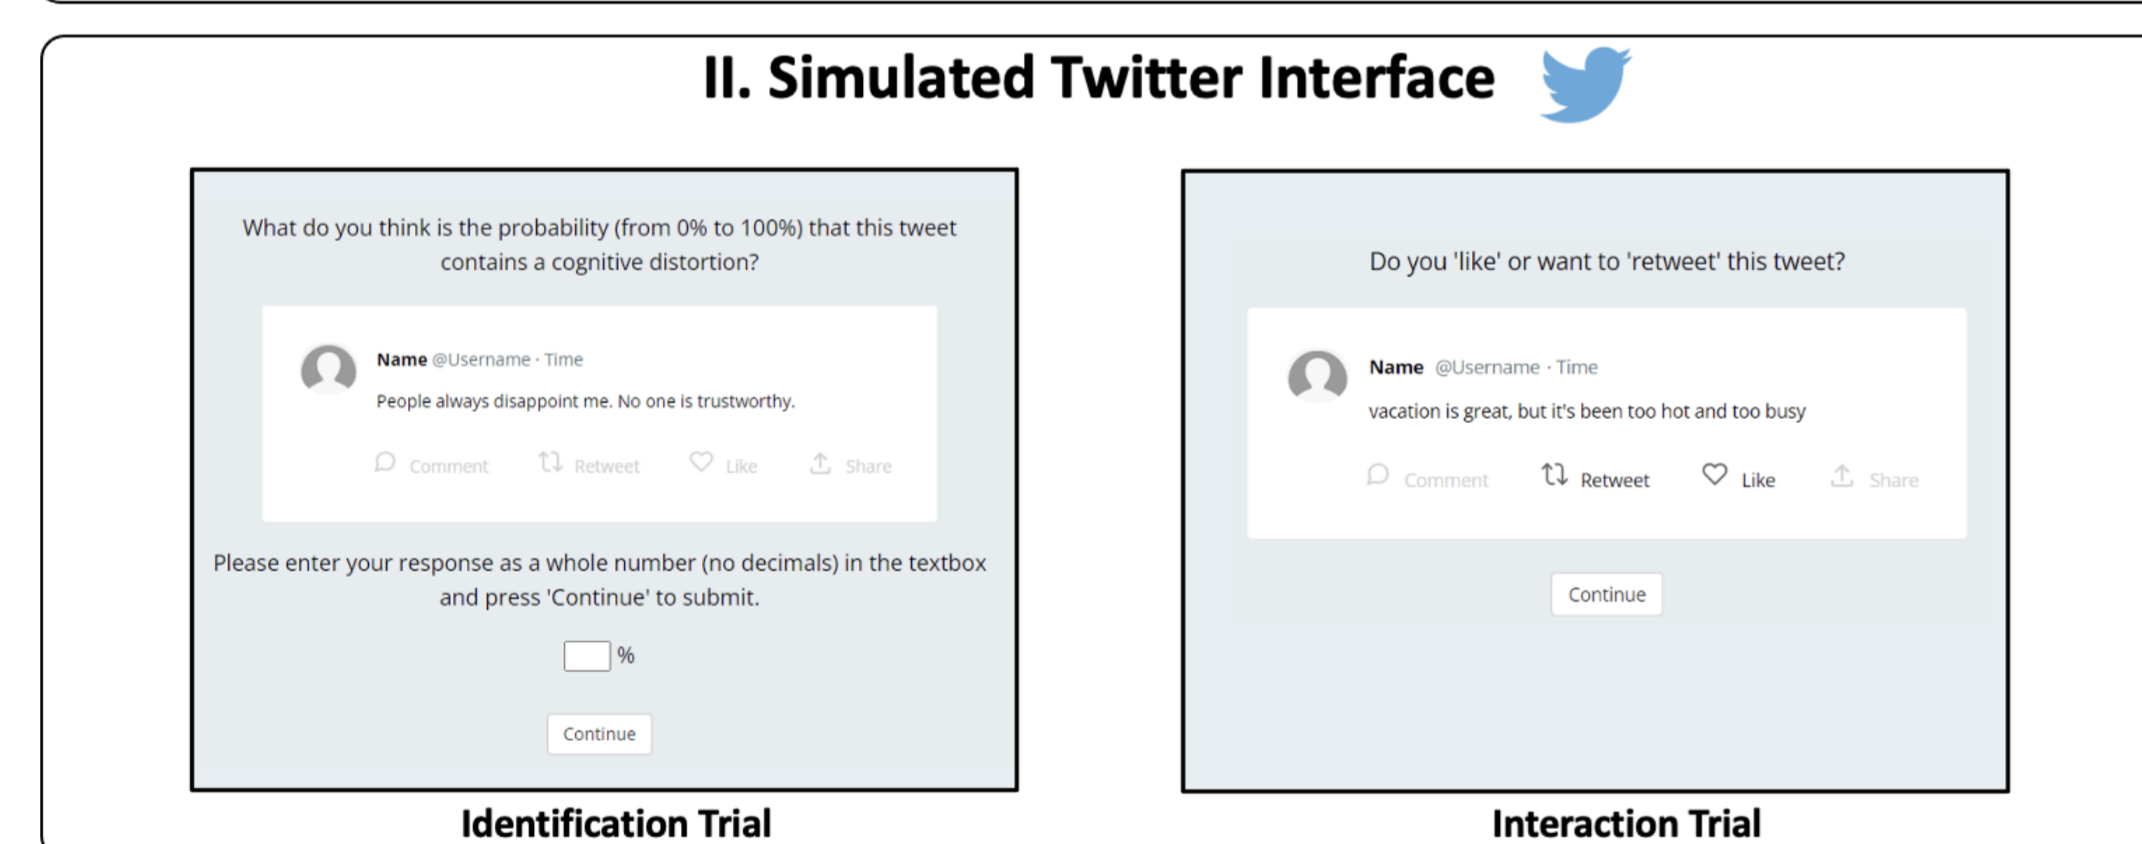 II. Simulated Twitter Interface
What do you think is the probability (from 0% to 100%) that this tweet
contains a cognitive distortion?
Name @Username · Time
People always disappoint me. No one is trustworthy.
Comment Retweet Like Share
Please enter your response as a whole number (no decimals) in the textbox
and press 'Continue' to submit.
%
Continue
Identification Trial
Do you 'like' or want to 'retweet' this tweet?
Name @Username · Time
vacation is great, but it's been too hot and too busy
Comment Retweet Like Share
Continue
Interaction Trial